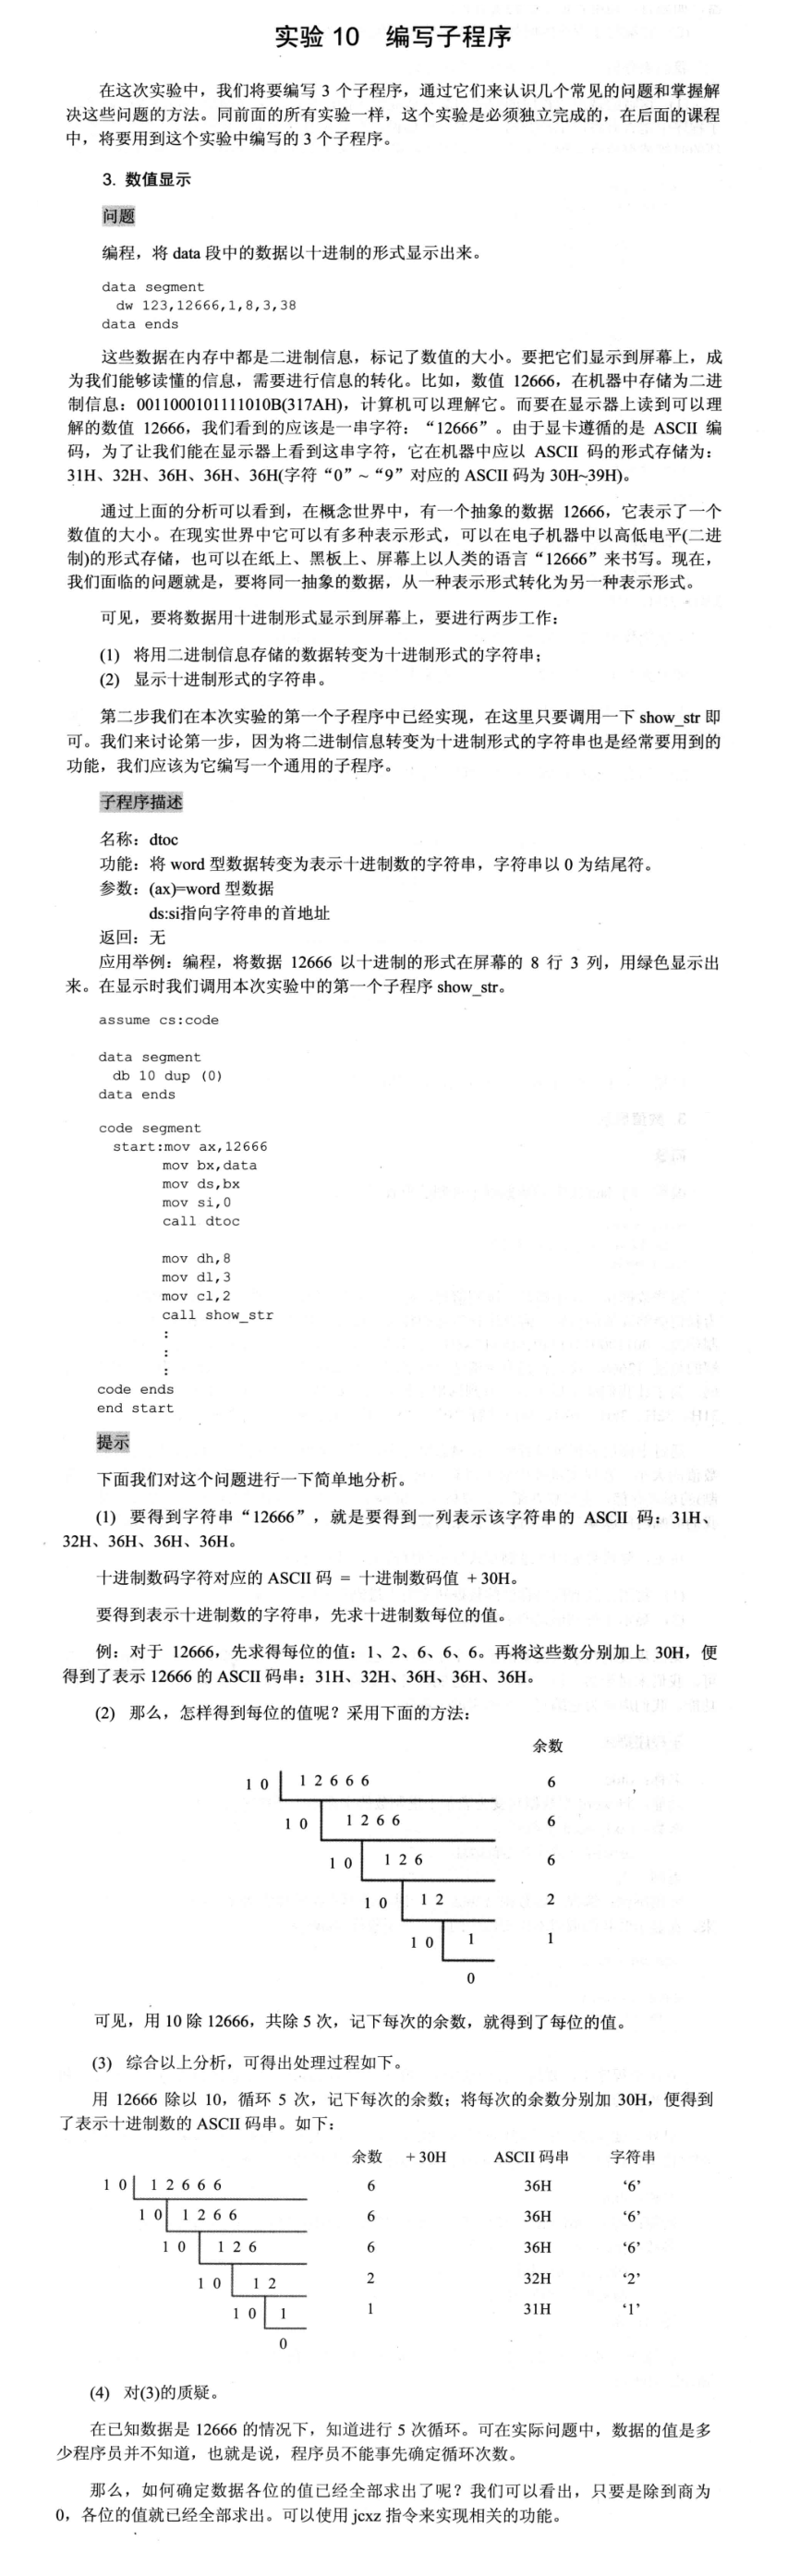 实验 10 编写子程序
在这次实验中，我们将要编写 3 个子程序，通过它们来认识几个常见的问题和掌握解
决这些问题的方法。同前面的所有实验一样，这个实验是必须独立完成的，在后面的课程
中，将要用到这个实验中编写的 3 个子程序。
3. 数值显示
问题
编程，将 data 段中的数据以十进制的形式显示出来。
data segment
dw 123,12666,1,8,3,38
data ends
这些数据在内存中都是二进制信息，标记了数值的大小。要把它们显示到屏幕上，成
为我们能够读懂的信息，需要进行信息的转化。比如，数值 12666，在机器中存储为二进
制信息：0011000101111010B(317AH)，计算机可以理解它。而要在显示器上读到可以理
解的数值 12666，我们看到的应该是一串字符：“12666”。由于显卡遵循的是 ASCII 编
码，为了让我们能在显示器上看到这串字符，它在机器中应以 ASCII 码的形式存储为：
31H、32H、36H、36H、36H(字符“0”~“9”对应的 ASCII 码为 30H~39H)。
通过上面的分析可以看到，在概念世界中，有一个抽象的数据 12666，它表示了一个
数值的大小。在现实世界中它可以有多种表示形式，可以在电子机器中以高低电平(二进
制)的形式存储，也可以在纸上、黑板上、屏幕上以人类的语言“12666”来书写。现在，
我们面临的问题就是，要将同一抽象的数据，从一种表示形式转化为另一种表示形式。
可见，要将数据用十进制形式显示到屏幕上，要进行两步工作：
(1) 将用二进制信息存储的数据转变为十进制形式的字符串；
(2) 显示十进制形式的字符串。
第二步我们在本次实验的第一个子程序中已经实现，在这里只要调用一下 show_str 即
可。我们来讨论第一步，因为将二进制信息转变为十进制形式的字符串也是经常要用到的
功能，我们应该为它编写一个通用的子程序。
子程序描述
名称：dtoc
功能：将 word 型数据转变为表示十进制数的字符串，字符串以 0 为结尾符。
参数：(ax)=word 型数据
ds:si指向字符串的首地址
返回：无
应用举例：编程，将数据 12666 以十进制的形式在屏幕的 8 行 3 列，用绿色显示出
来。在显示时我们调用本次实验中的第一个子程序 show_str。
assume cs:code
data segment
db 10 dup (0)
data ends
code segment
start:mov ax,12666
mov bx,data
mov ds,bx
mov si,0
call dtoc
mov dh,8
mov dl,3
mov cl,2
call show_str
:
:
:
code ends
end start
提示
下面我们对这个问题进行一下简单地分析。
(1) 要得到字符串“12666”，就是要得到一列表示该字符串的 ASCII 码：31H、
32H、36H、36H、36H。
十进制数码字符对应的 ASCII 码 = 十进制数码值 + 30H。
要得到表示十进制数的字符串，先求十进制数每位的值。
例：对于 12666，先求得每位的值：1、2、6、6、6。再将这些数分别加上 30H，便
得到了表示 12666 的 ASCII 码串：31H、32H、36H、36H、36H。
(2) 那么，怎样得到每位的值呢？采用下面的方法：
余数
10 12666 6
10 1266 6
10 126 6
10 12 2
10 1 1
0
可见，用 10 除 12666，共除 5 次，记下每次的余数，就得到了每位的值。
(3) 综合以上分析，可得出处理过程如下。
用 12666 除以 10，循环 5 次，记下每次的余数；将每次的余数分别加 30H，便得到
了表示十进制数的 ASCII 码串。如下：
余数 + 30H ASCII 码串 字符串
10 12666 6 36H ‘6’
10 1266 6 36H ‘6’
10 126 6 36H ‘6’
10 12 2 32H ‘2’
10 1 1 31H ‘1’
0
(4) 对(3)的质疑。
在已知数据是 12666 的情况下，知道进行 5 次循环。可在实际问题中，数据的值是多
少程序员并不知道，也就是说，程序员不能事先确定循环次数。
那么，如何确定数据各位的值已经全部求出了呢？我们可以看出，只要是除到商为
0，各位的值就已经全部求出。可以使用 jcxz 指令来实现相关的功能。